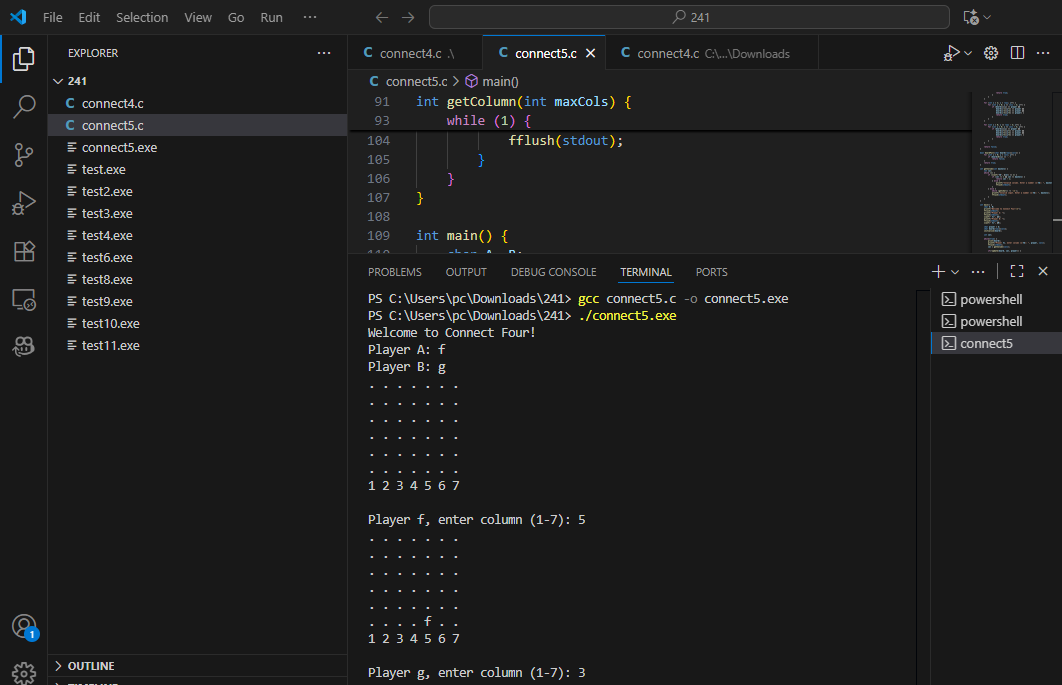 File Edit Selection View Go Run ···
241
EXPLORER
241
connect4.c
connect5.c
connect5.exe
test.exe
test2.exe
test3.exe
test4.exe
test6.exe
test8.exe
test9.exe
test10.exe
test11.exe
OUTLINE
1
connect4.c .\
connect5.c
connect4.c C:\...\Downloads
connect5.c > main()
91 int getColumn(int maxCols) {
93 while (1) {
104 fflush(stdout);
105 }
106 }
107 }
108
109 int main() {
PROBLEMS OUTPUT DEBUG CONSOLE TERMINAL PORTS
PS C:\Users\pc\Downloads\241> gcc connect5.c -o connect5.exe
PS C:\Users\pc\Downloads\241> ./connect5.exe
Welcome to Connect Four!
Player A: f
Player B: g
. . . . . . .
. . . . . . .
. . . . . . .
. . . . . . .
. . . . . . .
. . . . . . .
1 2 3 4 5 6 7
Player f, enter column (1-7): 5
. . . . . . .
. . . . . . .
. . . . . . .
. . . . . . .
. . . . . . .
. . . . f . .
1 2 3 4 5 6 7
Player g, enter column (1-7): 3
powershell
powershell
connect5